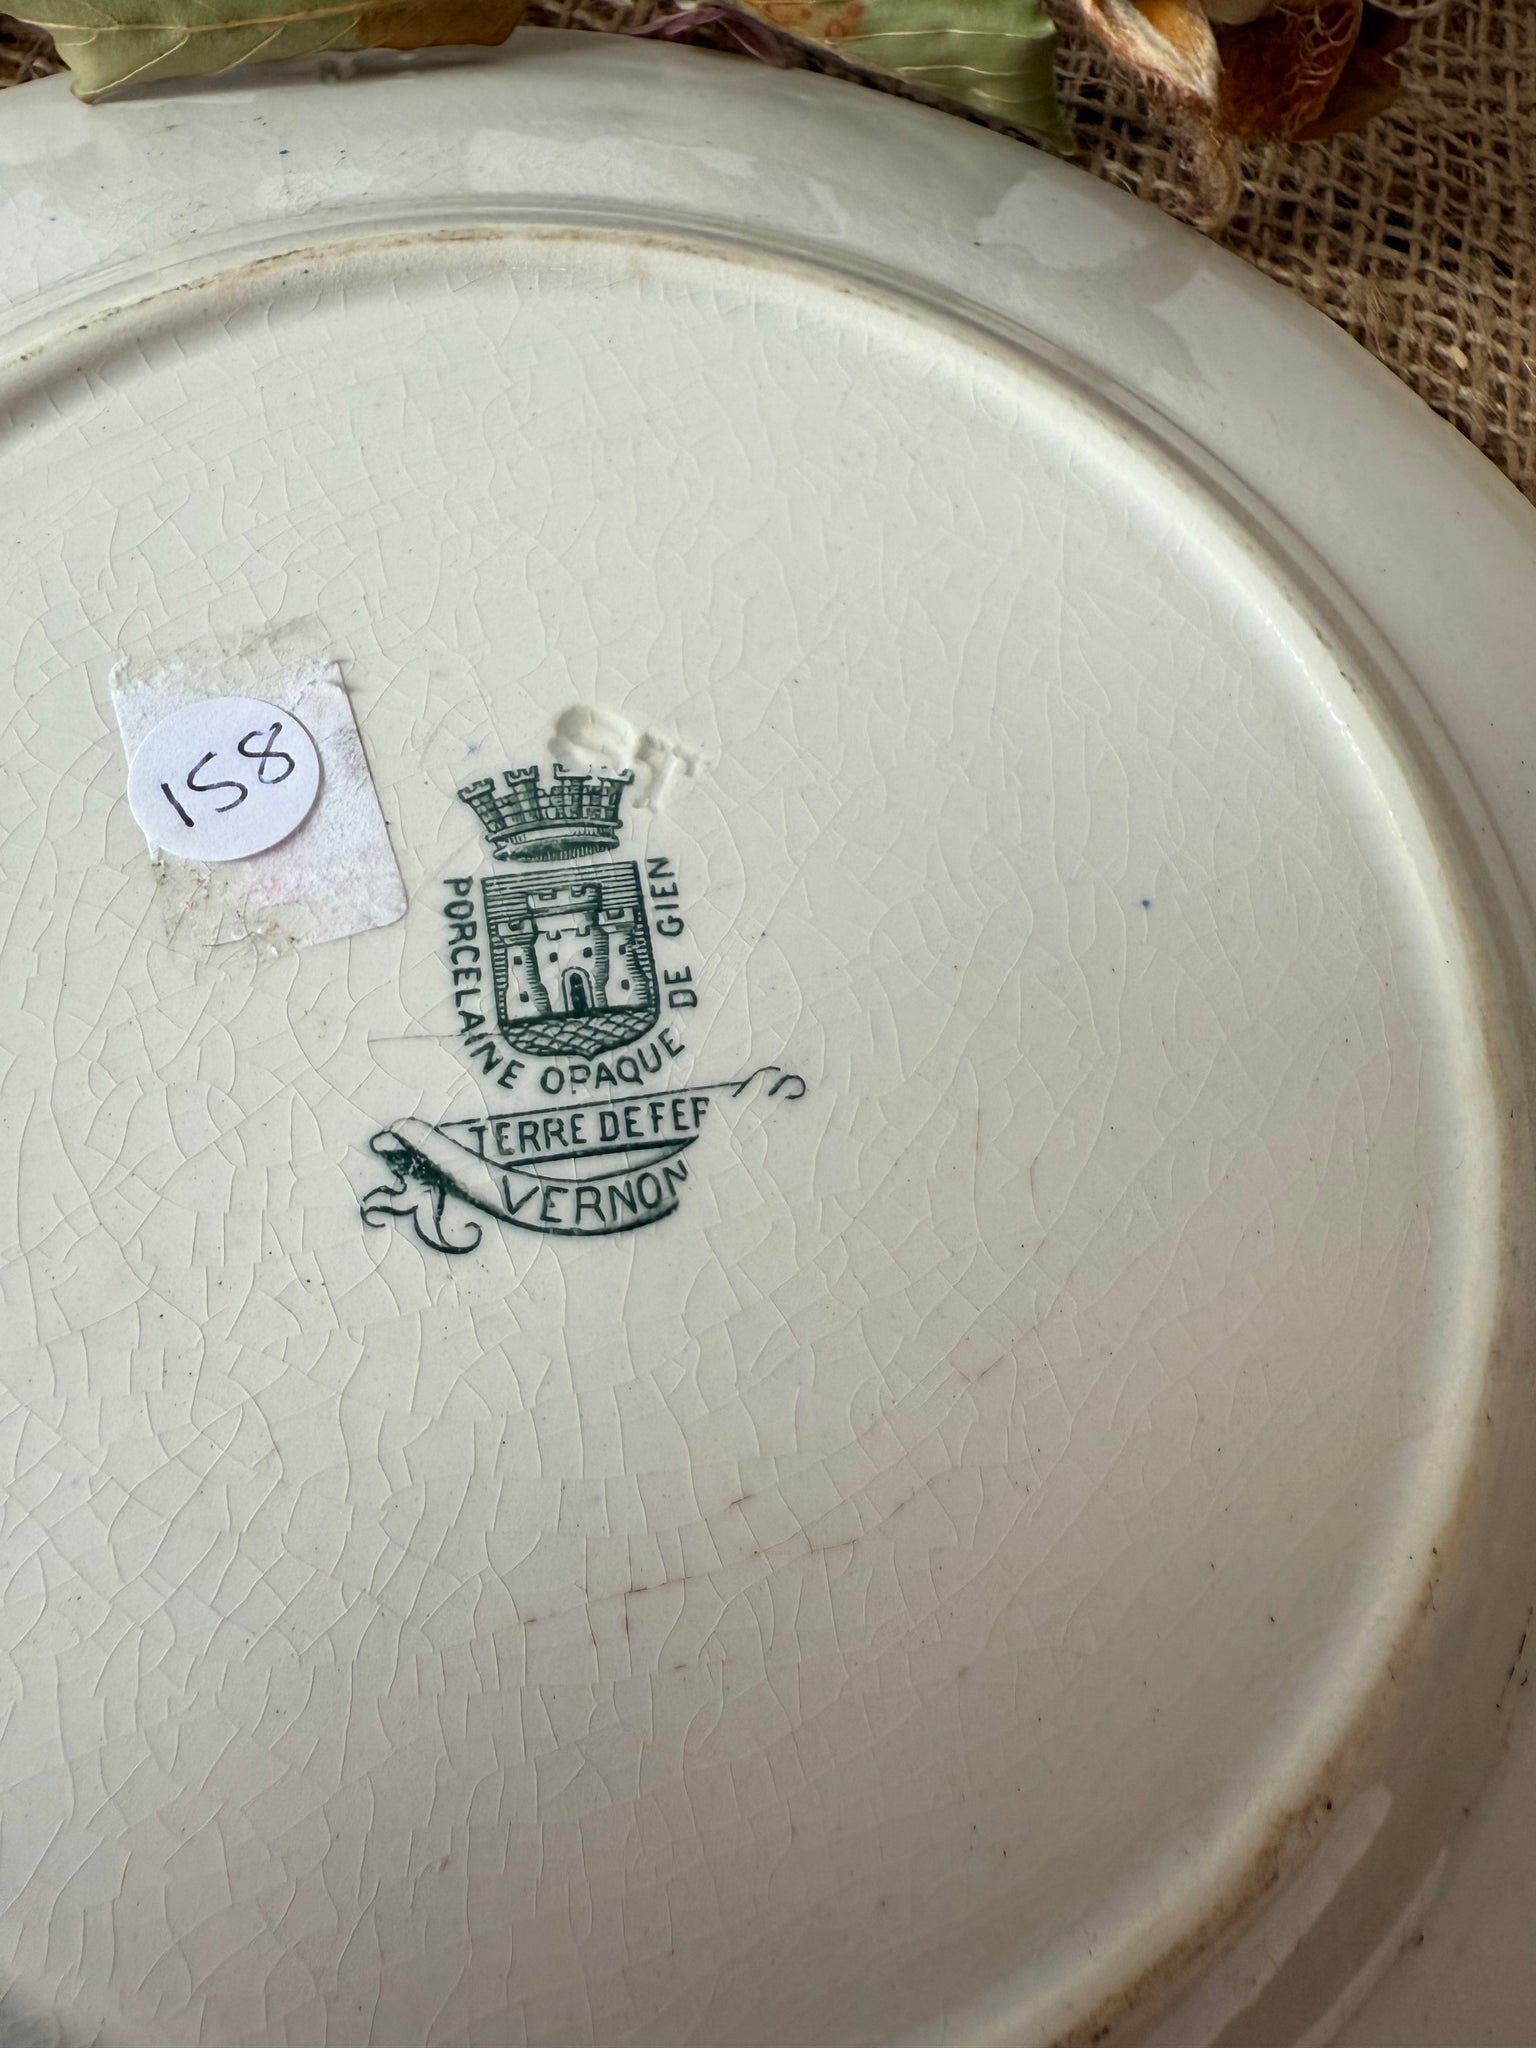 158
PORCELAINE OPAQUE DE GIEN
TERRE DE FER
VERNON